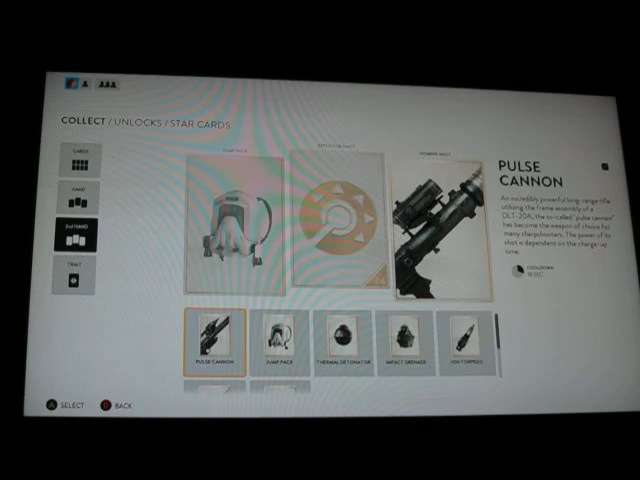 COLLECT / UNLOCKS / STAR CARDS
CARDS
HAND
2nd HAND
TRAIT
JUMP PACK
EXPLOSIVE SHOT
PULSE
CANNON
An incredibly powerful long-range rifle
utilizing the frame assembly of a
DLT-20A, the so-called "pulse cannon"
has become the weapon of choice for
many sharpshooters. The power of its
shot is dependent on the charge-up
time.
COOLDOWN
SEC
PULSE CANNON
JUMP PACK
THERMAL DETONATOR
IMPACT GRENADE
ION TORPEDO
A SELECT
B BACK